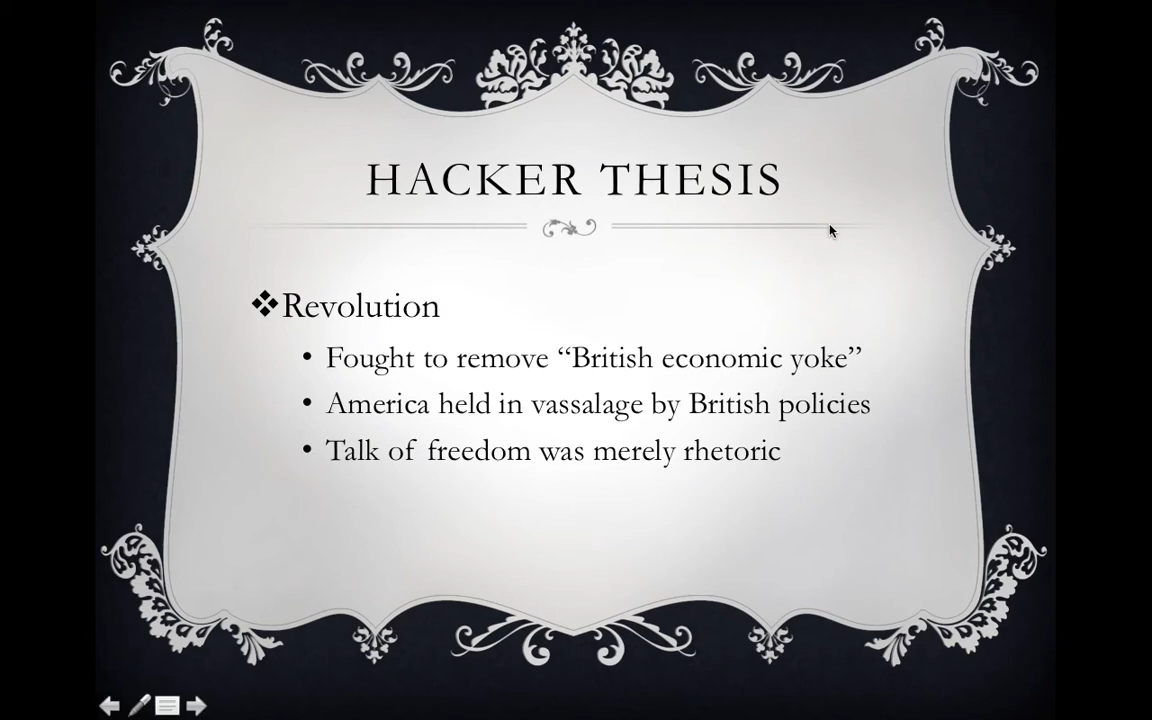 HACKER THESIS
❖Revolution
• Fought to remove “British economic yoke”
• America held in vassalage by British policies
• Talk of freedom was merely rhetoric